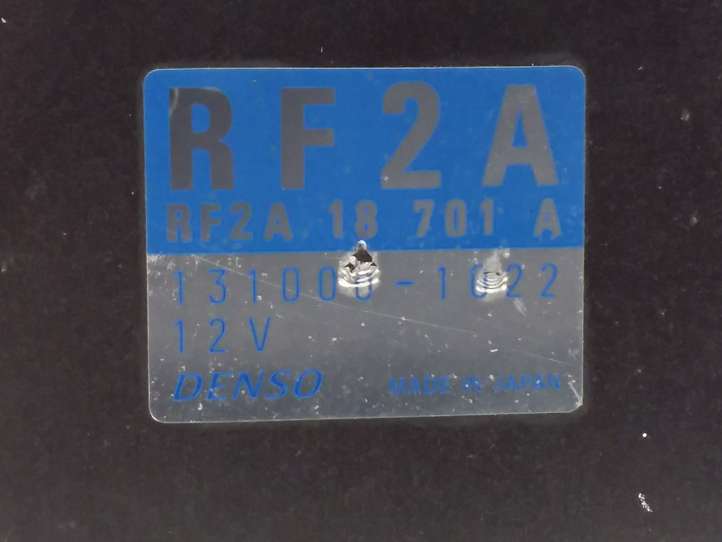 RF2A
RF2A 18 701 A
131000-1022
12V
DENSO MADE IN JAPAN